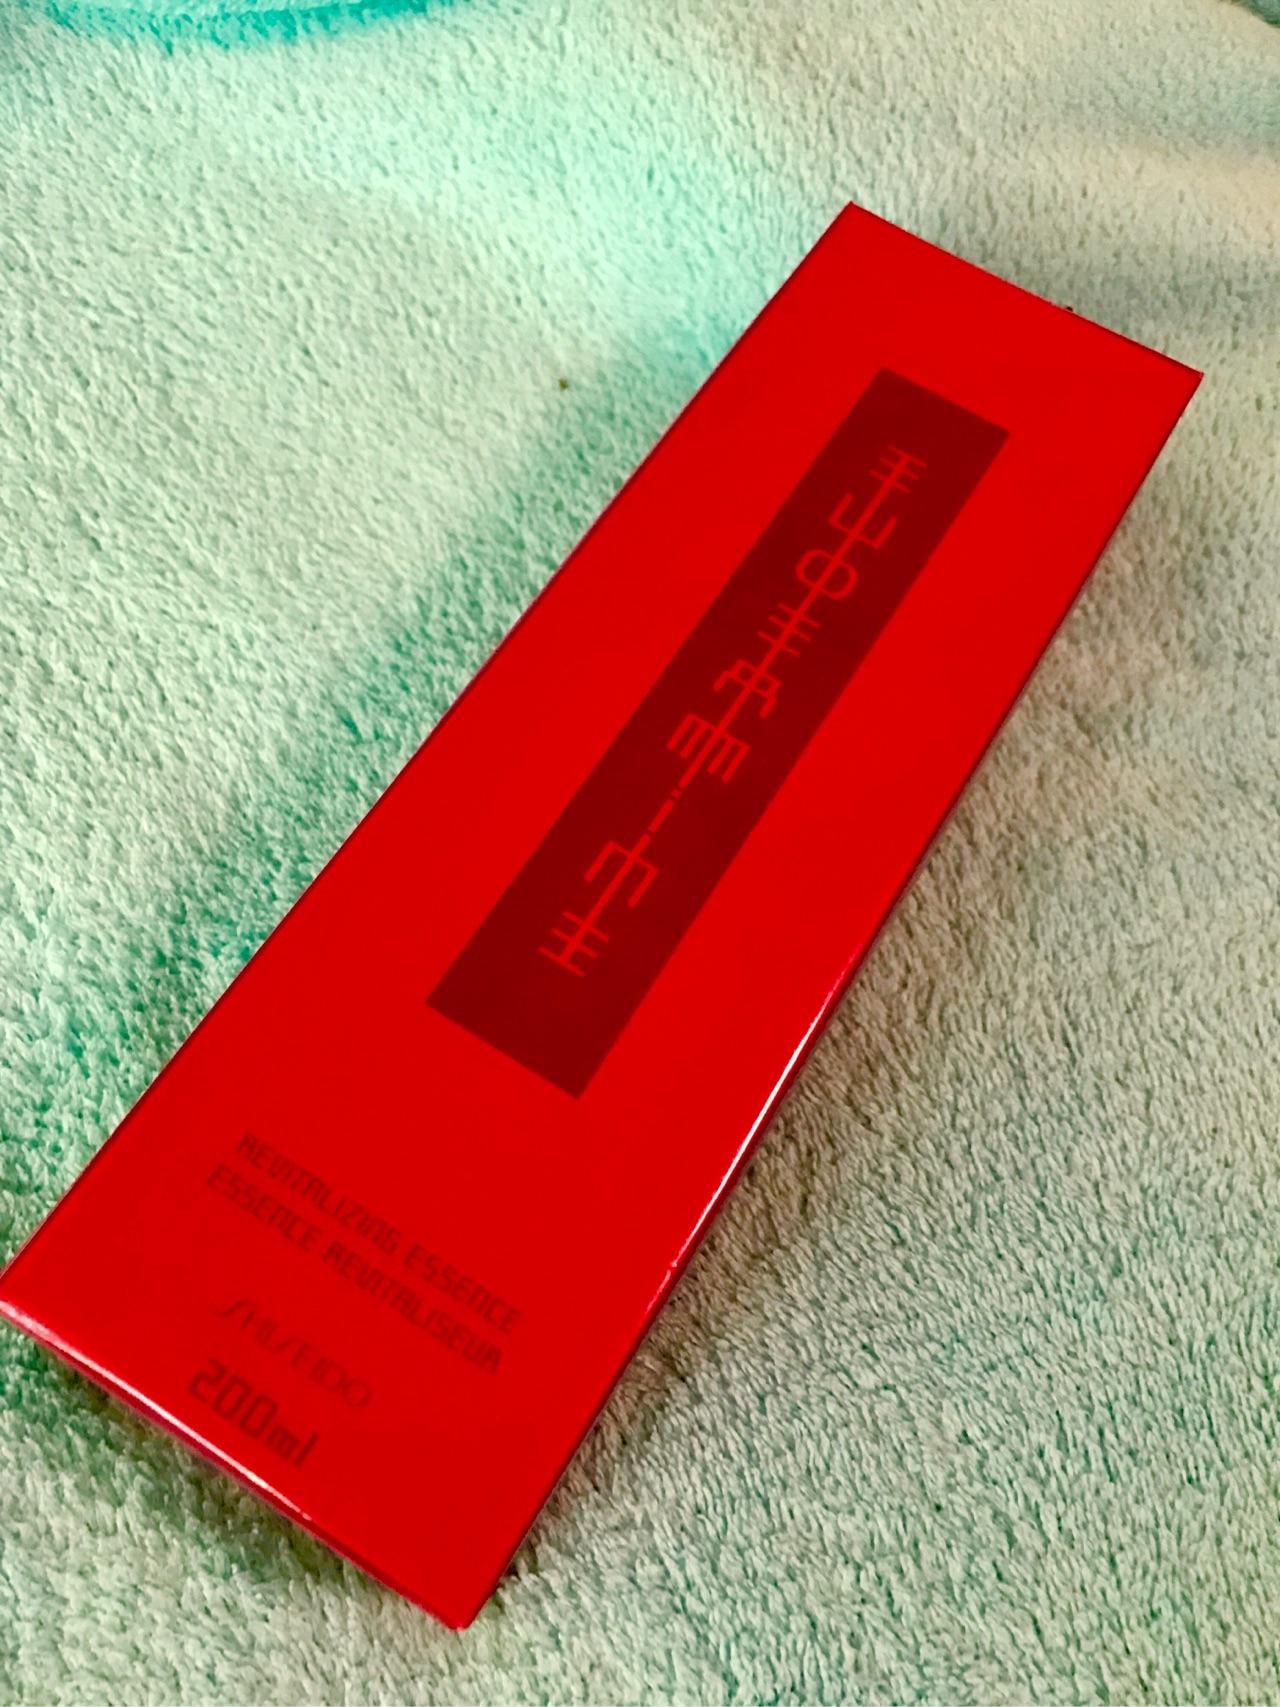 EUDERMINE
REVITALIZING ESSENCE
ESSENCE REVITALISEUR
SHISEIDO
200ml